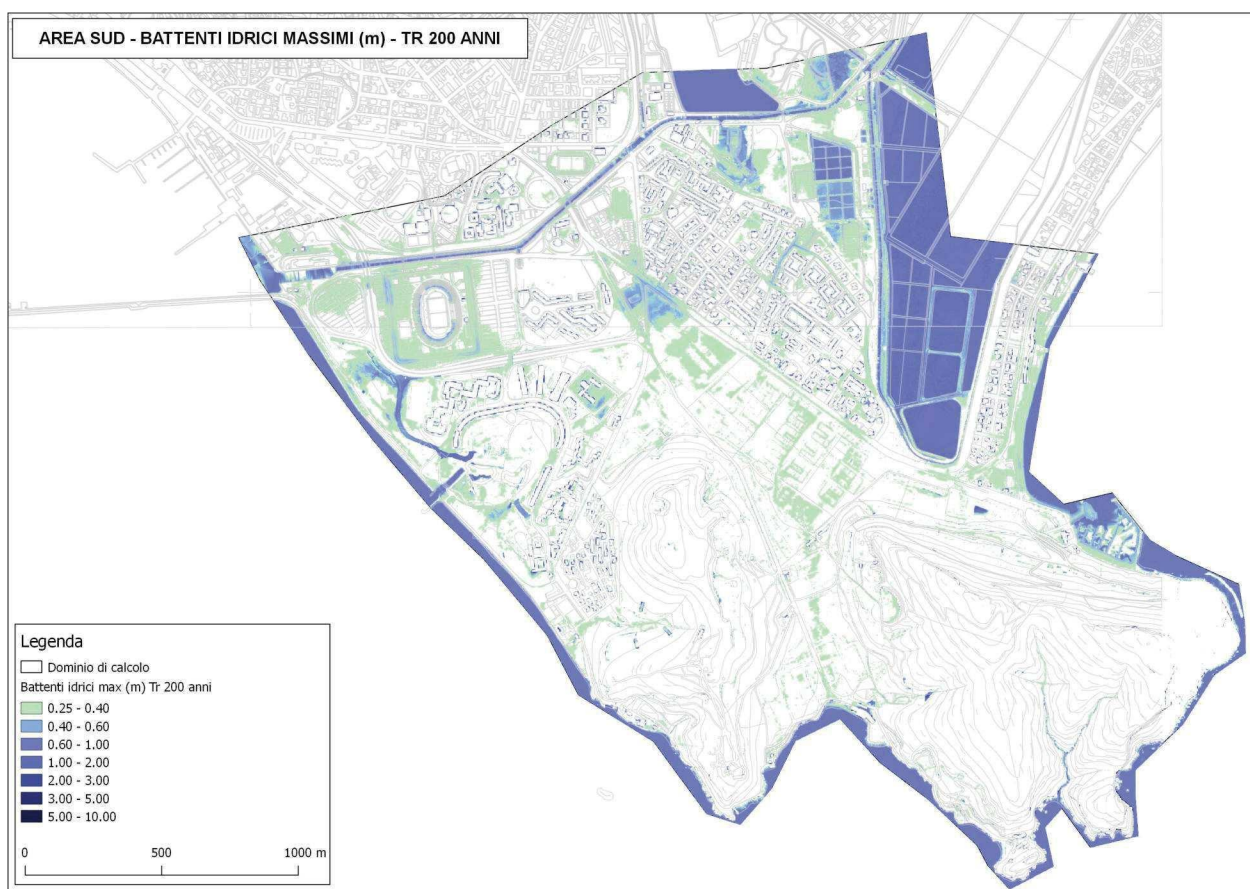 AREA SUD - BATTENTI IDRICI MASSIMI (m) - TR 200 ANNI
Legenda
Dominio di calcolo
Battenti idrici max (m) Tr 200 anni
0.25 - 0.40
0.40 - 0.60
0.60 - 1.00
1.00 - 2.00
2.00 - 3.00
3.00 - 5.00
5.00 - 10.00
0 500 1000 m